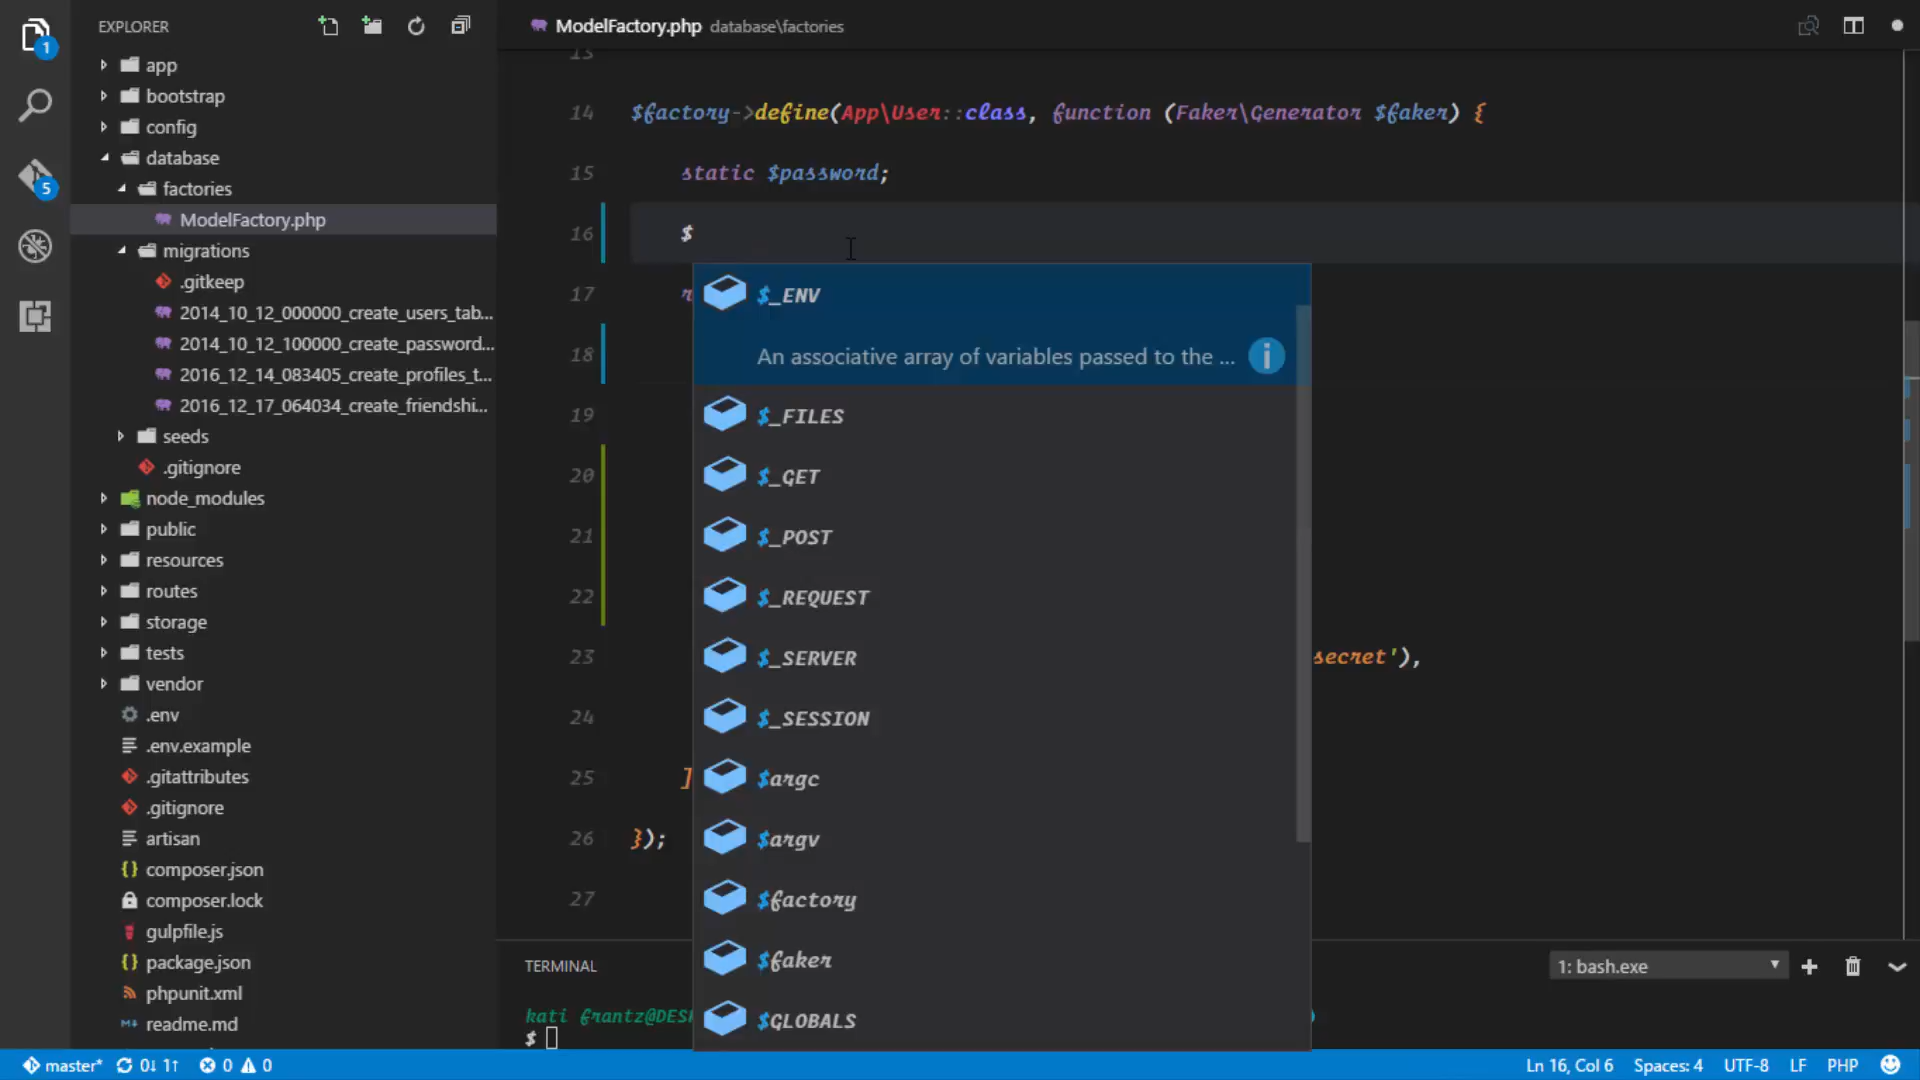 1
EXPLORER
ModelFactory.php database\factories
app
bootstrap
config
database
factories
ModelFactory.php
migrations
.gitkeep
2014_10_12_000000_create_users_tab...
2014_10_12_100000_create_password...
2016_12_14_083405_create_profiles_t...
2016_12_17_064034_create_friendshi...
seeds
.gitignore
node_modules
public
resources
routes
storage
tests
vendor
.env
.env.example
.gitattributes
.gitignore
artisan
composer.json
composer.lock
gulpfile.js
package.json
phpunit.xml
readme.md
5
13
14 $factory->define(App\User::class, function (Faker\Generator $faker) {
15 static $password;
16 $
17 r
18
19
20
21
22
23 secret'),
24
25 ]
26 });
27
$_ENV
An associative array of variables passed to the ...
$_FILES
$_GET
$_POST
$_REQUEST
$_SERVER
$_SESSION
$argc
$argv
$factory
$faker
$GLOBALS
TERMINAL
1: bash.exe
kati frantz@DES
$
master* 0↓ 1↑ 0 0
Ln 16, Col 6 Spaces: 4 UTF-8 LF PHP